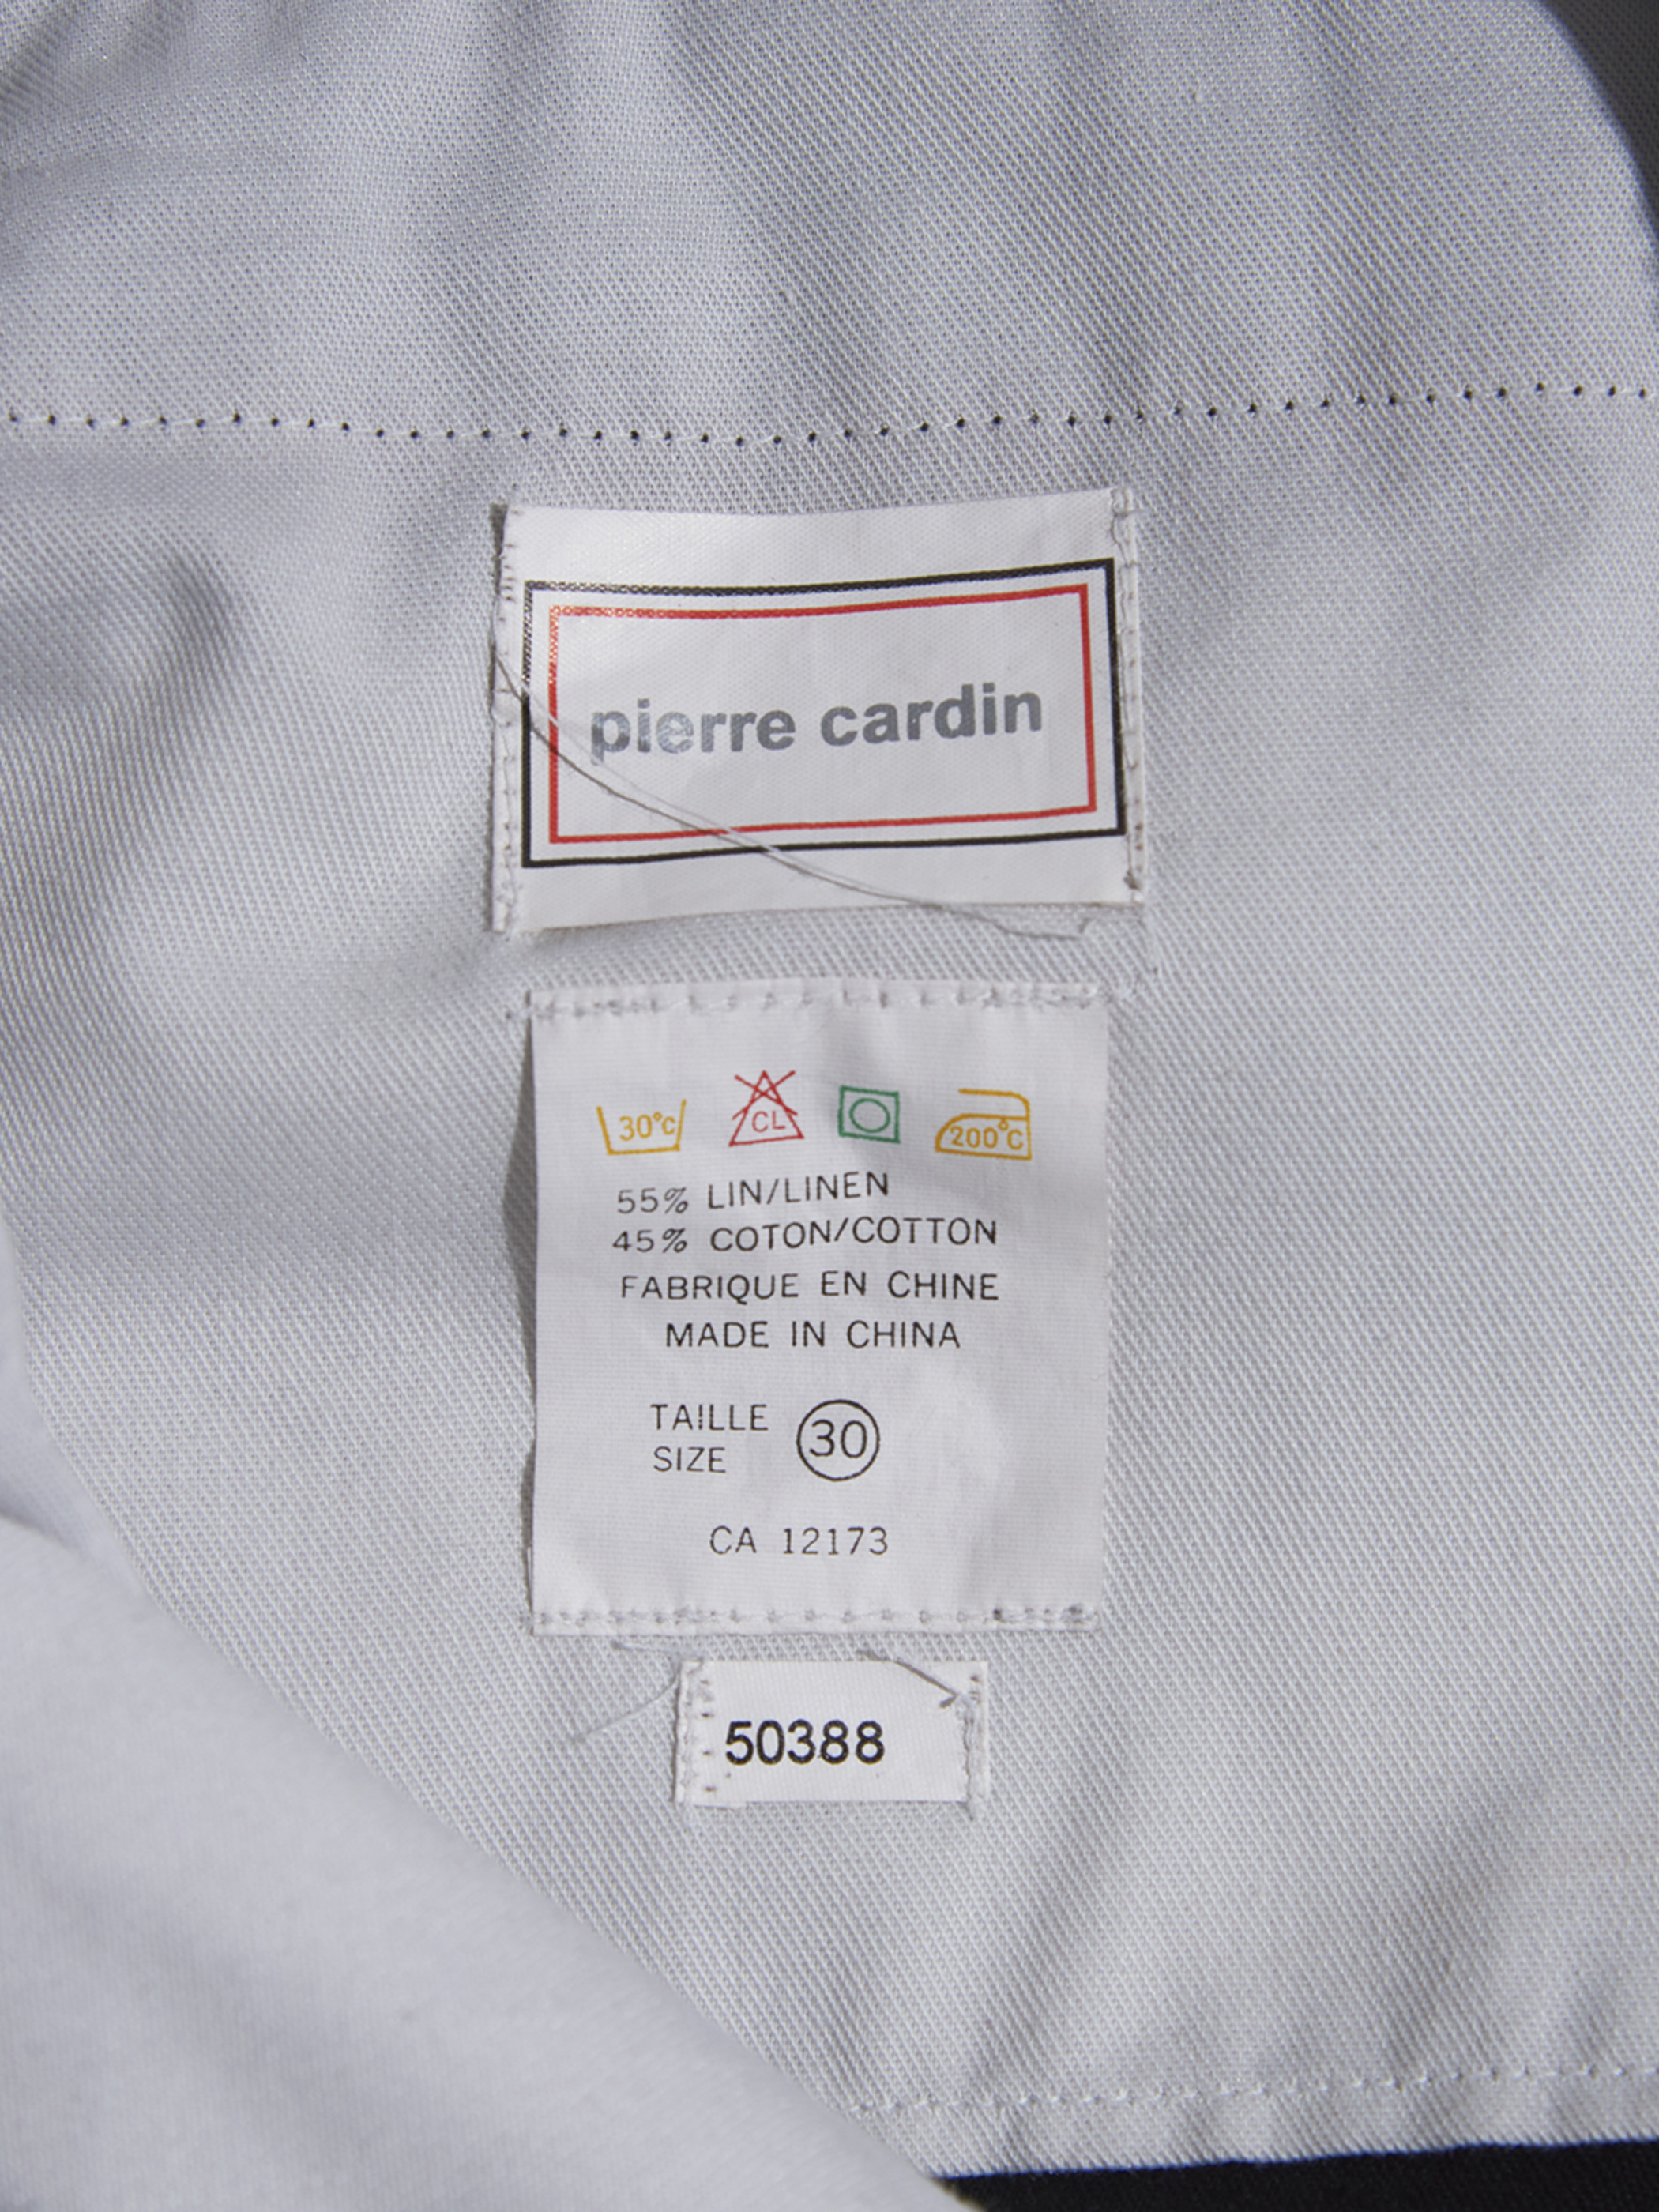 pierre cardin
30°C CL 200°C
55% LIN/LINEN
45% COTON/COTTON
FABRIQUE EN CHINE
MADE IN CHINA
TAILLE
SIZE 30
CA 12173
50388